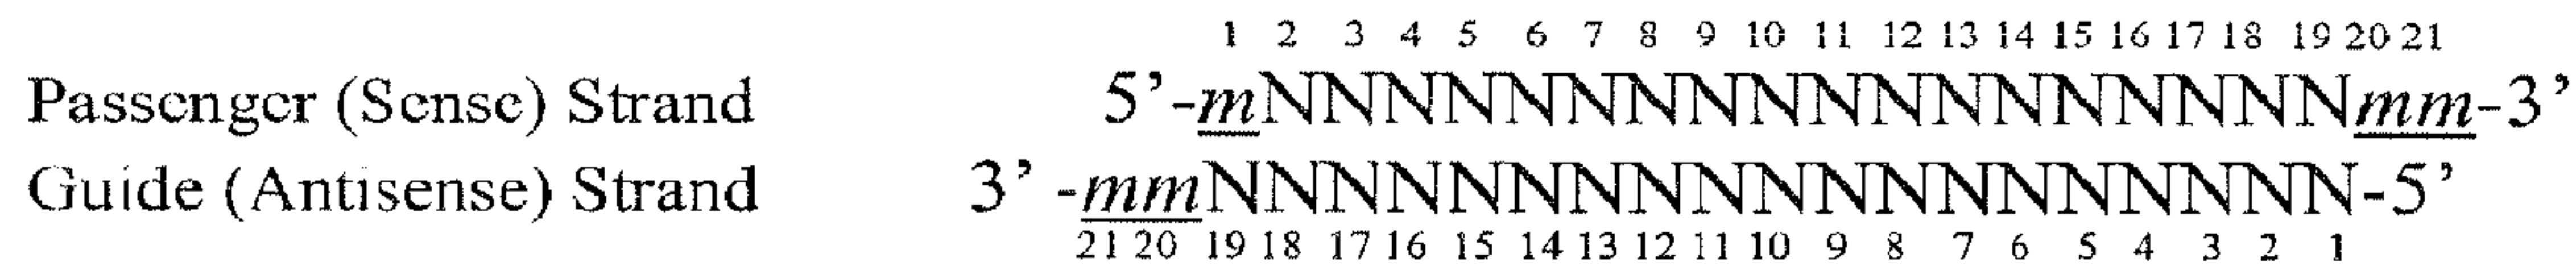 1 2 3 4 5 6 7 8 9 10 11 12 13 14 15 16 17 18 19 20 21
Passenger (Sense) Strand 5’-mNNNNNNNNNNNNNNNNNNmm-3’
Guide (Antisense) Strand 3’ -mmNNNNNNNNNNNNNNNNNNN-5’
21 20 19 18 17 16 15 14 13 12 11 10 9 8 7 6 5 4 3 2 1